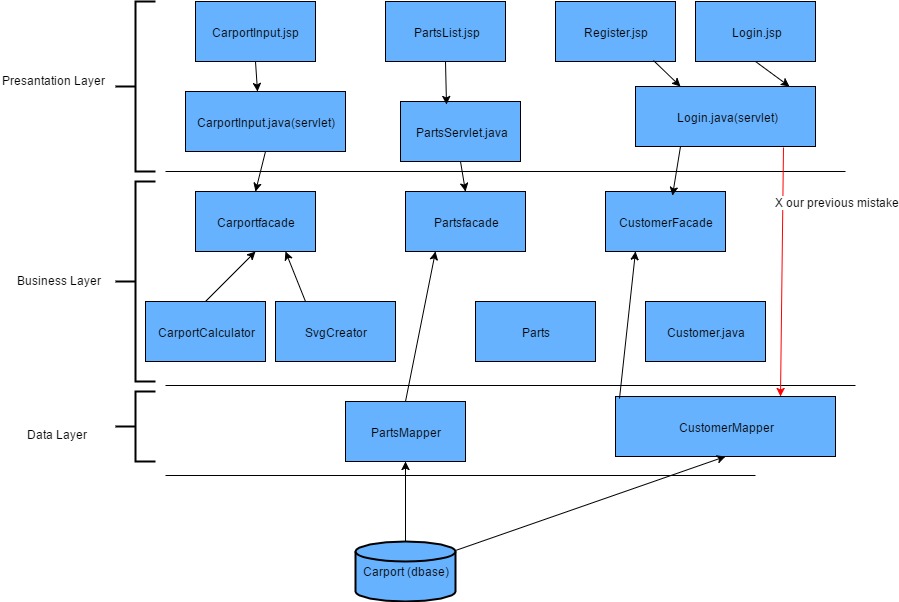 CarportInput.jsp
PartsList.jsp
Register.jsp
Login.jsp
Presantation Layer
CarportInput.java(servlet)
PartsServlet.java
Login.java(servlet)
X our previous mistake
Carportfacade
Partsfacade
CustomerFacade
Business Layer
CarportCalculator
SvgCreator
Parts
Customer.java
Data Layer
PartsMapper
CustomerMapper
Carport (dbase)